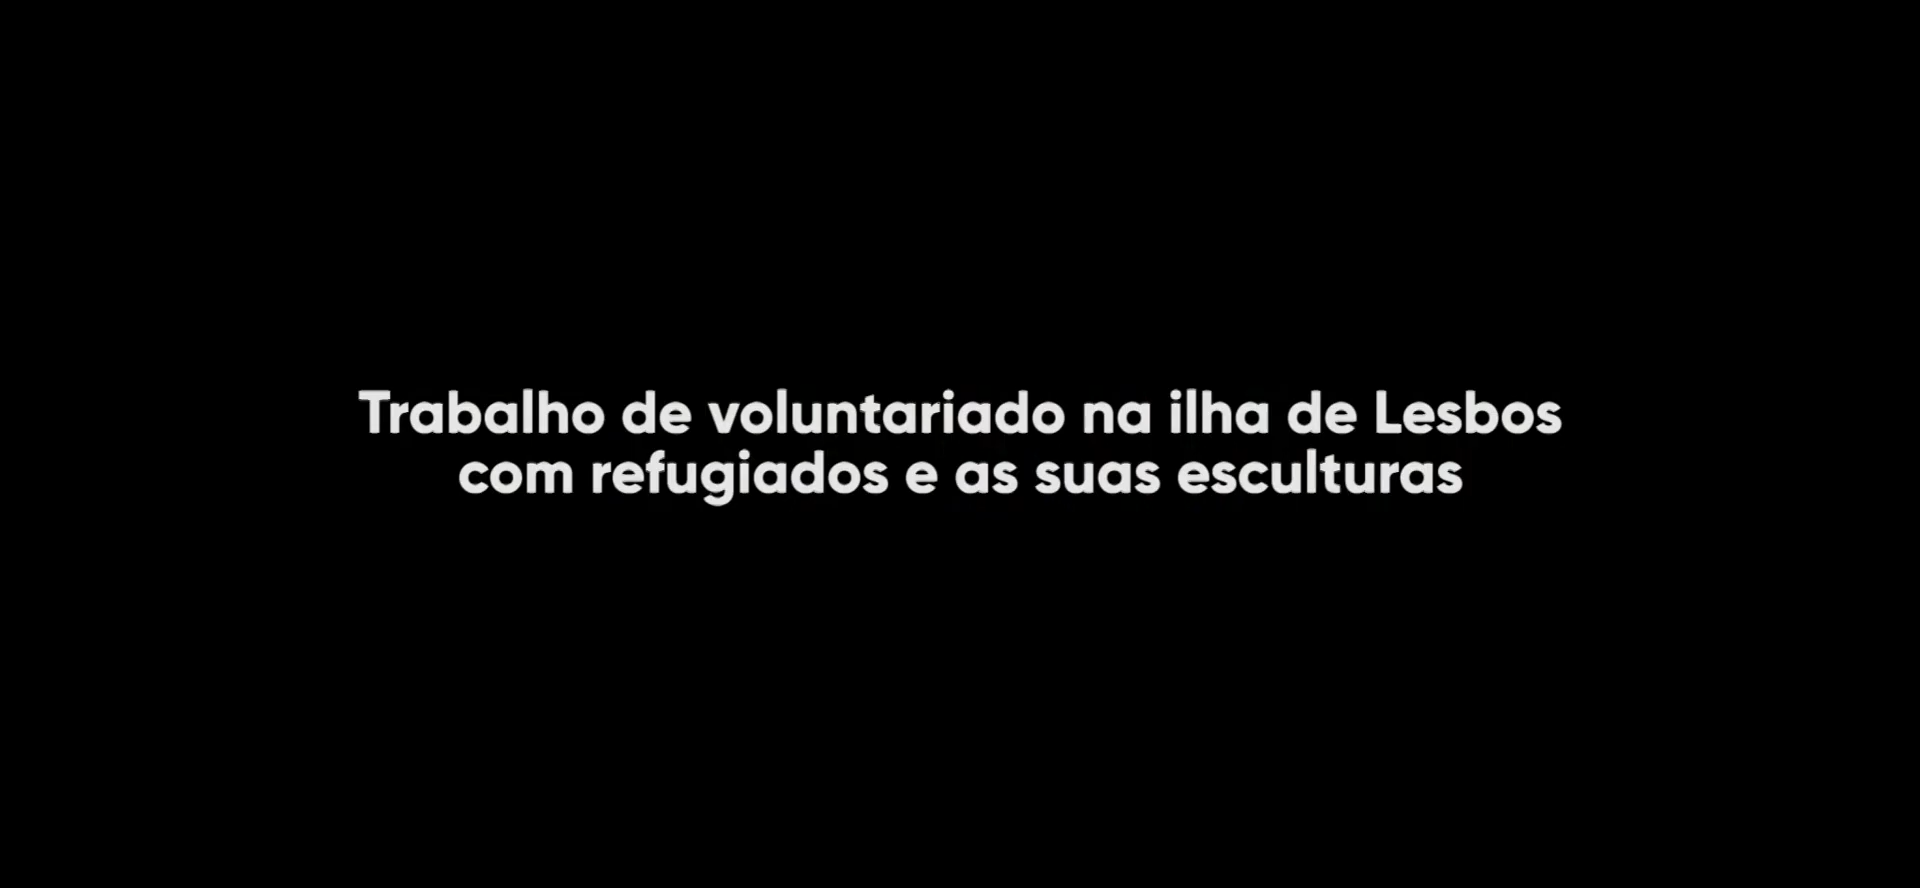 Trabalho de voluntariado na ilha de Lesbos
com refugiados e as suas esculturas